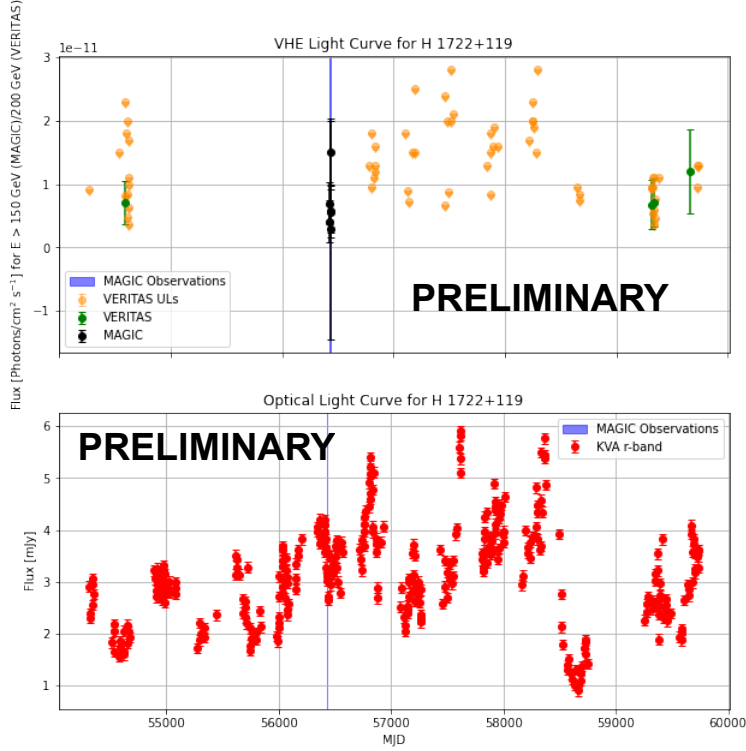 VHE Light Curve for H 1722+119
1e−11
Flux [Photons/cm² s⁻¹] for E > 150 GeV (MAGIC)/200 GeV (VERITAS)
3
2
1
0
−1
MAGIC Observations
VERITAS ULs
VERITAS
MAGIC
PRELIMINARY
Optical Light Curve for H 1722+119
PRELIMINARY
MAGIC Observations
KVA r-band
Flux [mJy]
6
5
4
3
2
1
55000 56000 57000 58000 59000 60000
MJD